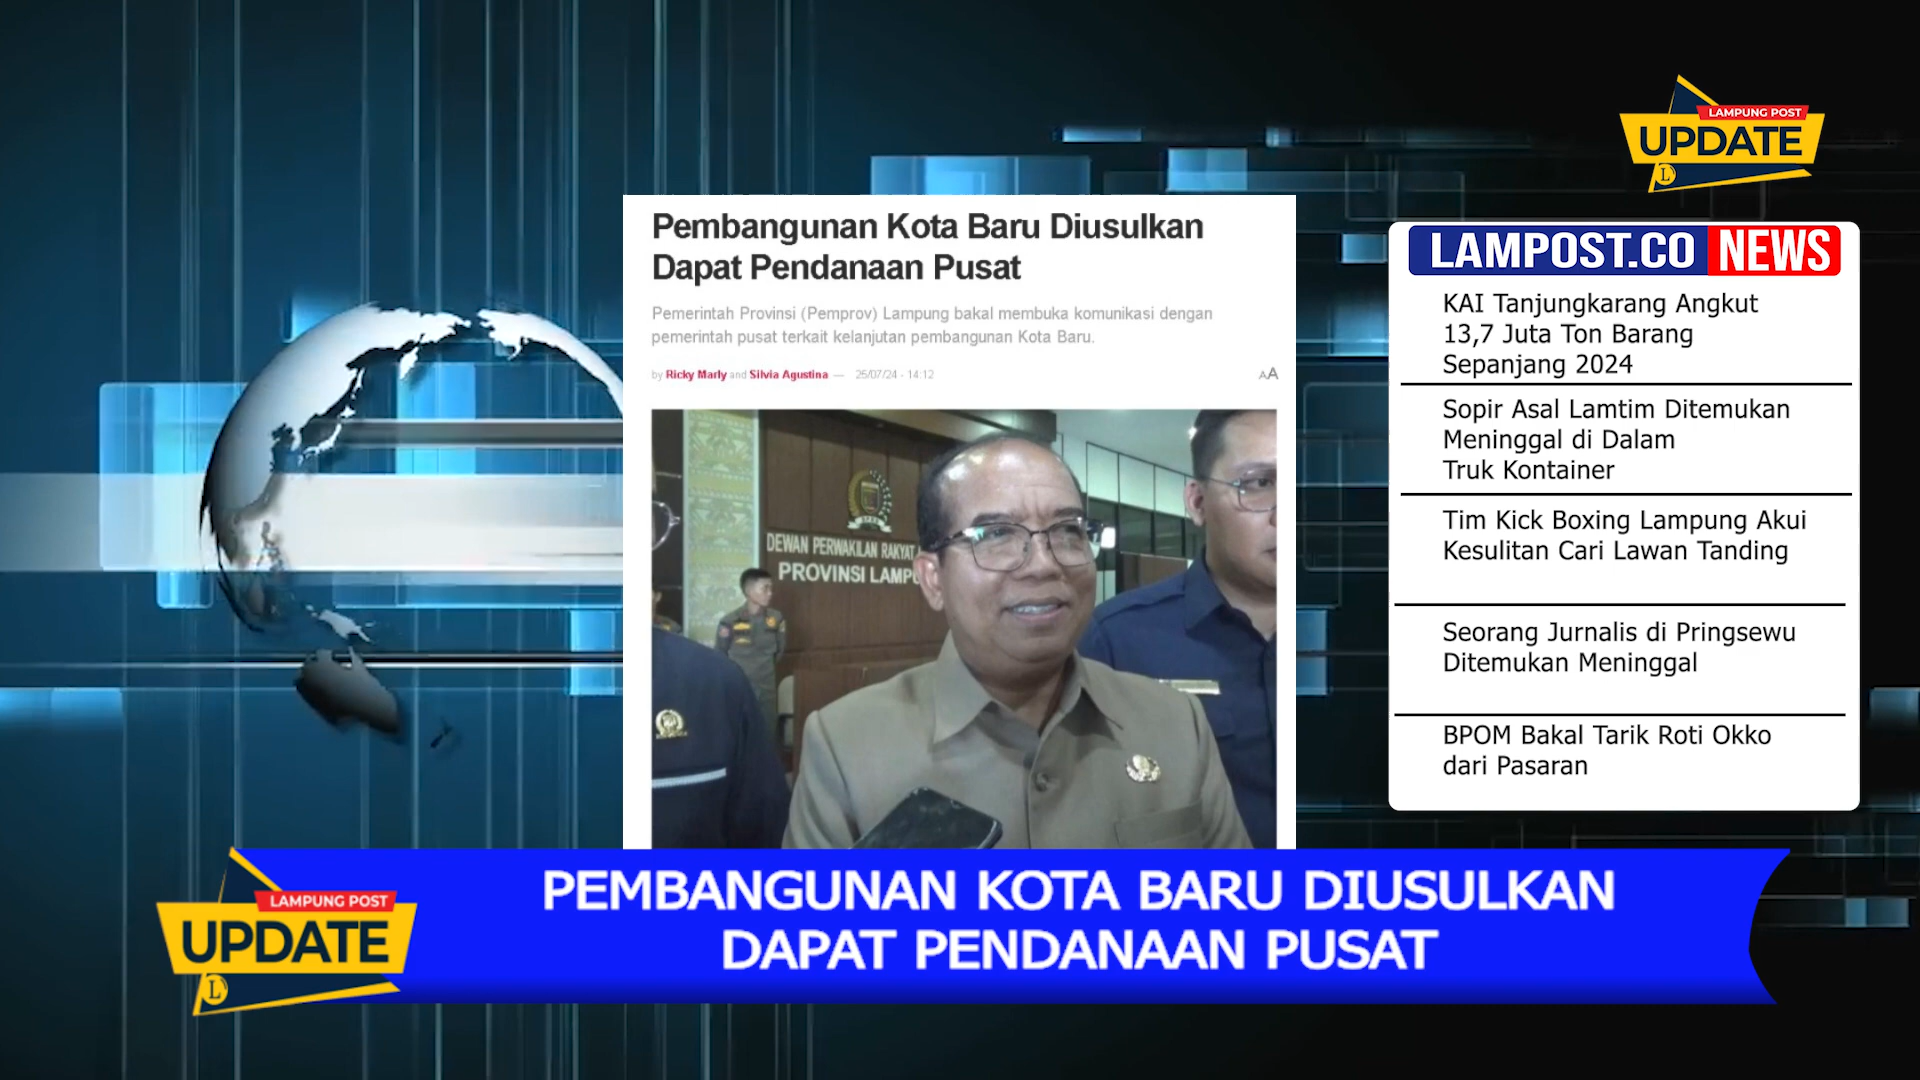 LAMPUNG POST
UPDATE
L
Pembangunan Kota Baru Diusulkan
Dapat Pendanaan Pusat
Pemerintah Provinsi (Pemprov) Lampung bakal membuka komunikasi dengan
pemerintah pusat terkait kelanjutan pembangunan Kota Baru.
by Ricky Marly and Silvia Agustina — 25/07/24 - 14:12
AA
DEWAN PERWAKILAN RAKYAT
PROVINSI LAMPU
LAMPOST.CO NEWS
KAI Tanjungkarang Angkut
13,7 Juta Ton Barang
Sepanjang 2024
Sopir Asal Lamtim Ditemukan
Meninggal di Dalam
Truk Kontainer
Tim Kick Boxing Lampung Akui
Kesulitan Cari Lawan Tanding
Seorang Jurnalis di Pringsewu
Ditemukan Meninggal
BPOM Bakal Tarik Roti Okko
dari Pasaran
LAMPUNG POST
UPDATE
L
PEMBANGUNAN KOTA BARU DIUSULKAN
DAPAT PENDANAAN PUSAT